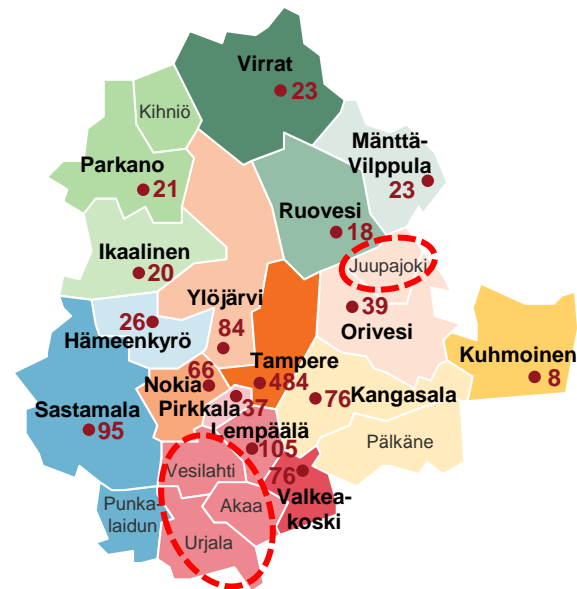 Virrat
23
Kihniö
Mänttä-
Vilppula
23
Parkano
21
Ruovesi
18
Ikaalinen
20
Juupajoki
Ylöjärvi
84
39
Orivesi
26
Hämeenkyrö
Kuhmoinen
8
66
Nokia
Tampere
484
Kangasala
76
Pirkkala
37
Sastamala
95
Lempäälä
105
Pälkäne
Vesilahti
76
Valkea-
koski
Punka-
laidun
Akaa
Urjala